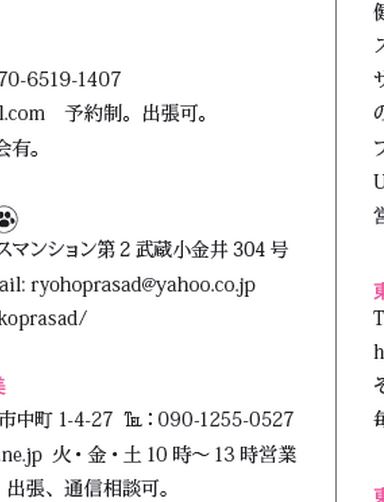 70-6519-1407
l.com 予約制。出張可。
会有。
スマンション第 2 武蔵小金井 304 号
ail: ryohoprasad@yahoo.co.jp
koprasad/
美
市中町 1-4-27 ℡：090-1255-0527
ne.jp 火・金・土 10 時〜 13 時営業
出張、通信相談可。
健
ス
サ
の
フ
U
営
東
T
h
そ
毎
東